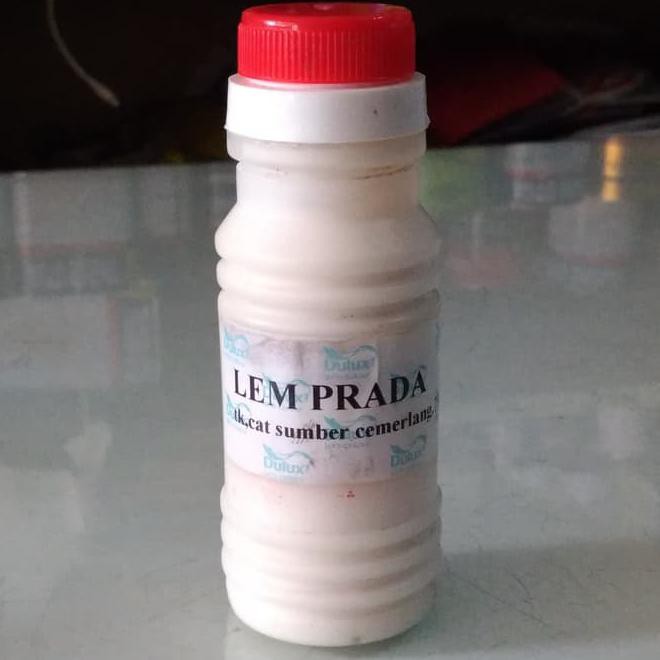 Dulux
Dulux
LEM PRADA
tk.cat sumber cemerlang.
Dulux
Dulux